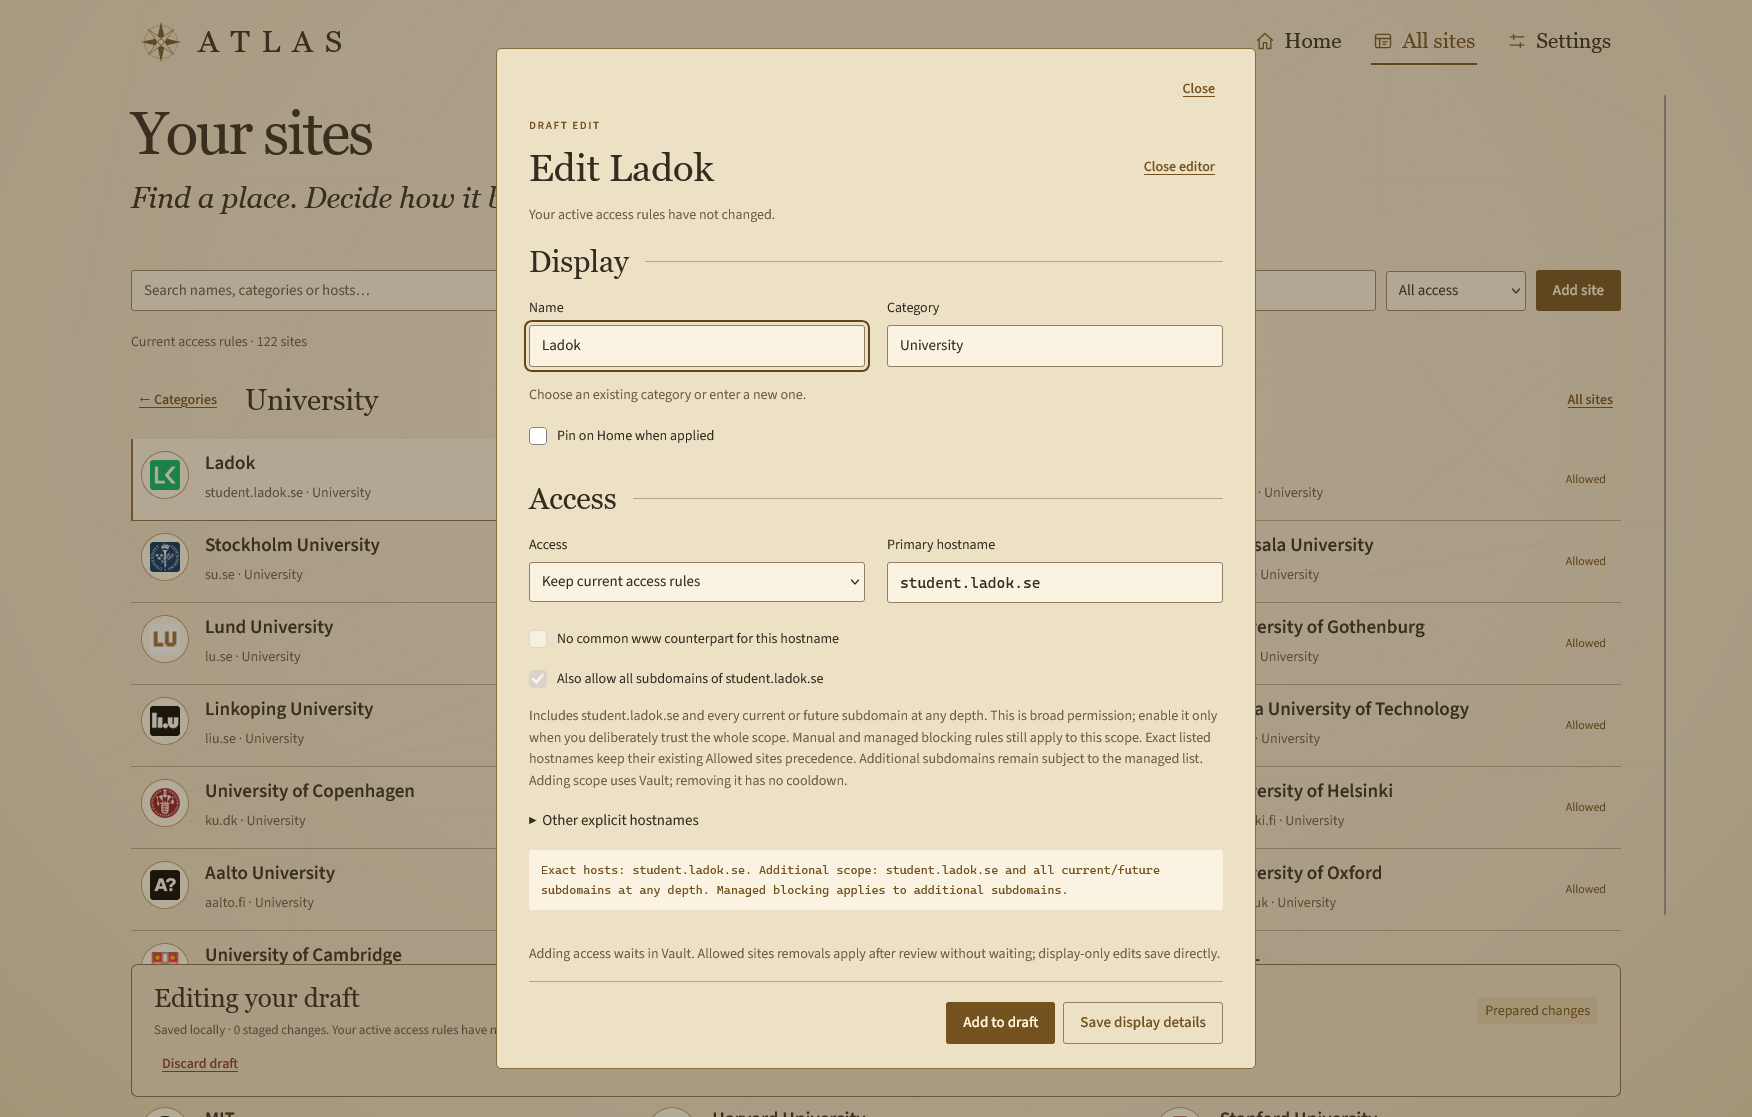 ATLAS
Home
All sites
Settings
Your sites
Find a place. Decide how it
Search names, categories or hosts…
All access
Add site
Current access rules · 122 sites
← Categories
University
All sites
Ladok
student.ladok.se · University
Stockholm University
su.se · University
Lund University
lu.se · University
Linkoping University
liu.se · University
University of Copenhagen
ku.dk · University
Aalto University
A?
aalto.fi · University
University of Cambridge
· University
Allowed
sala University
· University
Allowed
ersity of Gothenburg
University
Allowed
a University of Technology
· University
Allowed
ersity of Helsinki
ki.fi · University
Allowed
ersity of Oxford
uk · University
Allowed
Editing your draft
Saved locally · 0 staged changes. Your active access rules have n
Discard draft
Prepared changes
Close
DRAFT EDIT
Edit Ladok
Close editor
Your active access rules have not changed.
Display
Name
Category
Ladok
University
Choose an existing category or enter a new one.
Pin on Home when applied
Access
Access
Primary hostname
Keep current access rules
student.ladok.se
No common www counterpart for this hostname
Also allow all subdomains of student.ladok.se
Includes student.ladok.se and every current or future subdomain at any depth. This is broad permission; enable it only
when you deliberately trust the whole scope. Manual and managed blocking rules still apply to this scope. Exact listed
hostnames keep their existing Allowed sites precedence. Additional subdomains remain subject to the managed list.
Adding scope uses Vault; removing it has no cooldown.
▸ Other explicit hostnames
Exact hosts: student.ladok.se. Additional scope: student.ladok.se and all current/future
subdomains at any depth. Managed blocking applies to additional subdomains.
Adding access waits in Vault. Allowed sites removals apply after review without waiting; display-only edits save directly.
Add to draft
Save display details